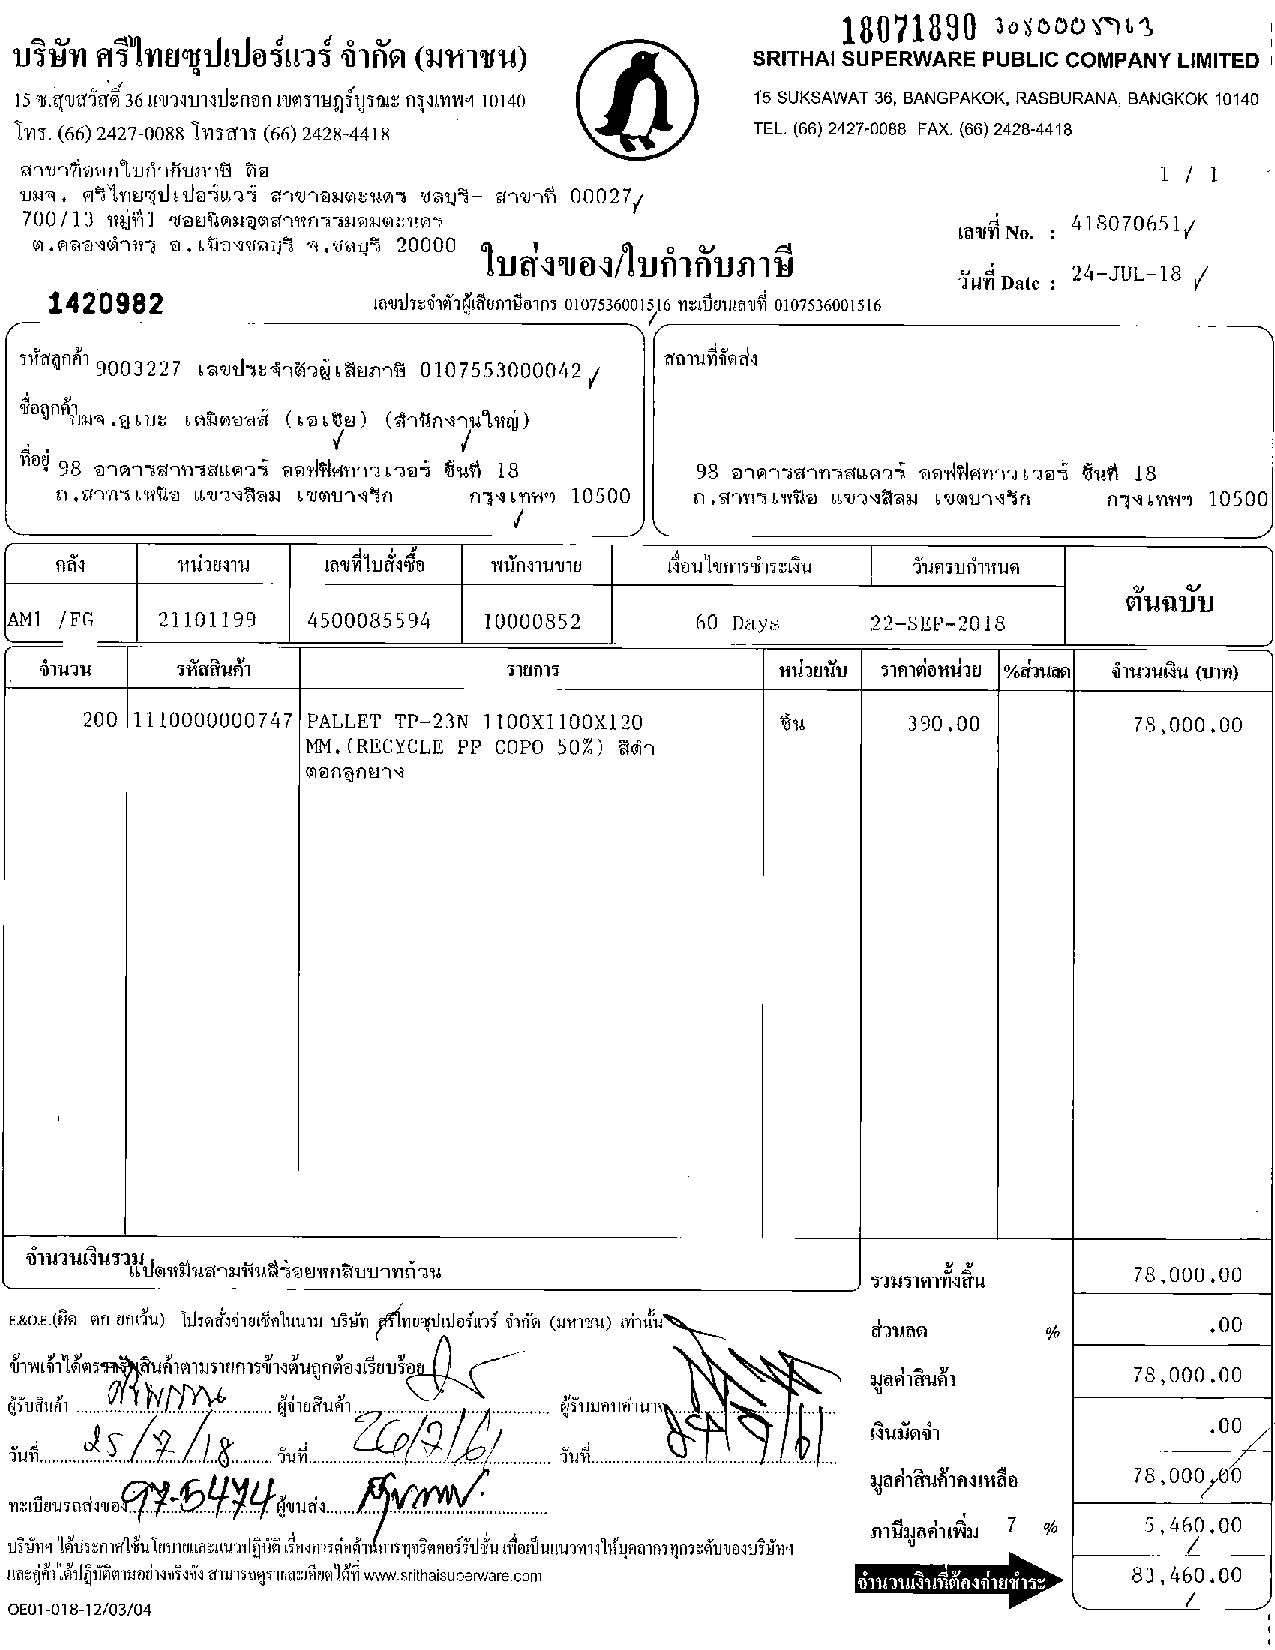 18071890
บริษัท ศรีไทยซุปเปอร์แวร์ จำกัด (มหาชน)
SRITHAI SUPERWARE PUBLIC COMPANY LIMITED
15 ซ.สุขสวัสดิ์ 36 แขวงบางปะกอก เขตราษฎร์บูรณะ กรุงเทพฯ 10140
15 SUKSAWAT 36, BANGPAKOK, RASBURANA, BANGKOK 10140
โทร. (66) 2427-0088 โทรสาร (66) 2428-4418
TEL. (66) 2427-0088 FAX. (66) 2428-4418
สาขาที่ออกใบกำกับภาษี คือ
1 / 1
บมจ. ศรีไทยซุปเปอร์แวร์ สาขาอมตะนคร ชลบุรี- สาขาที่ 00027
700/13 หมู่ที่1 ซอยนิคมอุตสาหกรรมอมตะนคร
เลขที่ No. : 418070651
ต.คลองตำหรุ อ.เมืองชลบุรี จ.ชลบุรี 20000
ใบส่งของ/ใบกำกับภาษี
วันที่ Date : 24-JUL-18
1420982
เลขประจำตัวผู้เสียภาษีอากร 0107536001516 ทะเบียนเลขที่ 0107536001516
รหัสลูกค้า 9003227 เลขประจำตัวผู้เสียภาษี 0107553000042
สถานที่จัดส่ง
ชื่อลูกค้า บมจ.อูเบะ เคมิคอลส์ (เอเชีย) (สำนักงานใหญ่)
ที่อยู่ 98 อาคารสาทรสแควร์ ออฟฟิศทาวเวอร์ ชั้นที่ 18
98 อาคารสาทรสแควร์ ออฟฟิศทาวเวอร์ ชั้นที่ 18
ถ.สาทรเหนือ แขวงสีลม เขตบางรัก กรุงเทพฯ 10500
ถ.สาทรเหนือ แขวงสีลม เขตบางรัก กรุงเทพฯ 10500
คลัง หน่วยงาน เลขที่ใบสั่งซื้อ พนักงานขาย เงื่อนไขการชำระเงิน วันครบกำหนด
ต้นฉบับ
AM1 /FG 21101199 4500085594 10000852 60 Days 22-SEP-2018
จำนวน รหัสสินค้า รายการ หน่วยนับ ราคาต่อหน่วย %ส่วนลด จำนวนเงิน (บาท)
200 1110000000747 PALLET TP-23N 1100X1100X120 ชิ้น 390.00 78,000.00
MM.(RECYCLE PP COPO 50%) สีดำ
ตอกลูกยาง
จำนวนเงินรวม แปดหมื่นสามพันสี่ร้อยหกสิบบาทถ้วน
รวมราคาทั้งสิ้น 78,000.00
E.&O.E.(ผิด ตก ยกเว้น) โปรดสั่งจ่ายเช็คในนาม บริษัท ศรีไทยซุปเปอร์แวร์ จำกัด (มหาชน) เท่านั้น
ส่วนลด % .00
ข้าพเจ้าได้ตรวจรับสินค้าตามรายการข้างต้นถูกต้องเรียบร้อย
มูลค่าสินค้า 78,000.00
ผู้รับสินค้า ผู้จ่ายสินค้า ผู้รับมอบอำนาจ
เงินมัดจำ .00
วันที่ 25/7/18 วันที่ 26/7/61 วันที่
มูลค่าสินค้าคงเหลือ 78,000.00
ทะเบียนรถส่งของ 97-5474 ผู้ขนส่ง
ภาษีมูลค่าเพิ่ม 7 % 5,460.00
บริษัทฯ ได้ประกาศใช้นโยบายและแนวปฏิบัติ เรื่องการต่อต้านการทุจริตคอร์รัปชั่น เพื่อเป็นแนวทางให้บุคลากรทุกระดับของบริษัทฯ
และคู่ค้าได้ปฏิบัติตามอย่างจริงจัง สามารถดูรายละเอียดได้ที่ www.srithaisuperware.com
จำนวนเงินที่ต้องจ่ายชำระ 83,460.00
OE01-018-12/03/04